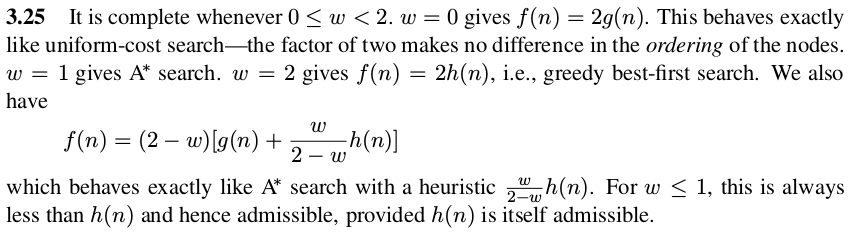 3.25 It is complete whenever 0 ≤ w < 2. w = 0 gives f(n) = 2g(n). This behaves exactly
like uniform-cost search—the factor of two makes no difference in the ordering of the nodes.
w = 1 gives A* search. w = 2 gives f(n) = 2h(n), i.e., greedy best-first search. We also
have
f(n) = (2 − w)[g(n) + w/(2 − w) h(n)]
which behaves exactly like A* search with a heuristic w/(2−w) h(n). For w ≤ 1, this is always
less than h(n) and hence admissible, provided h(n) is itself admissible.